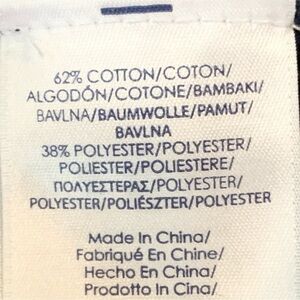 62% COTTON/COTON/
ALGODÓN/COTONE/BAMBAKI/
BAVLNA/BAUMWOLLE/PAMUT/
BAVLNA
38% POLYESTER/POLYESTER/
POLIESTER/POLIESTERE/
ΠΟΛΥΕΣΤΕΡΑΣ/POLYESTER/
POLYESTER/POLIÉSZTER/POLYESTER
Made In China/
Fabriqué En Chine/
Hecho En China/
Prodotto In Cina/